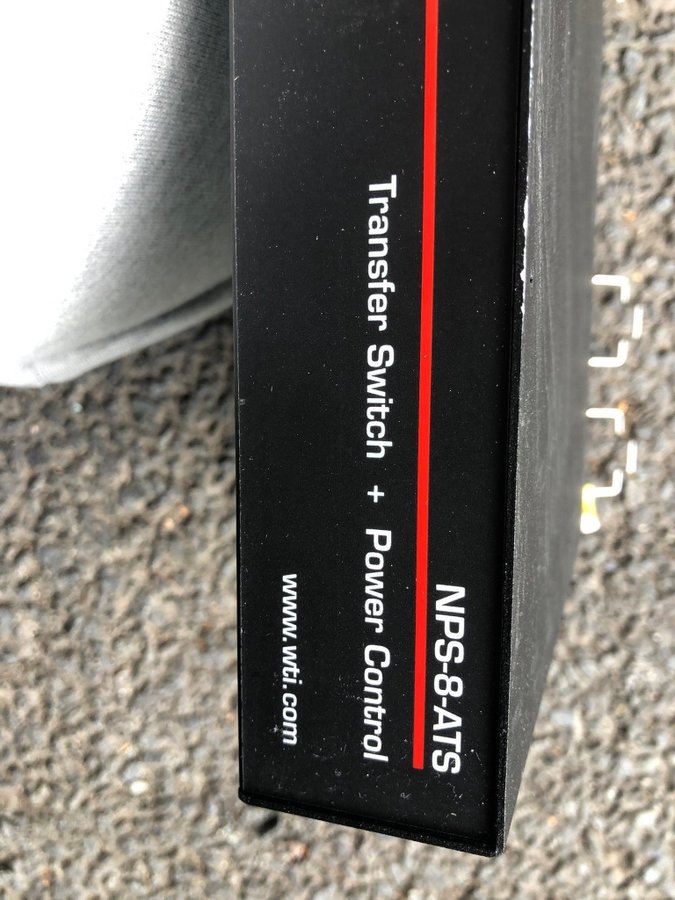 NPS-8-ATS
Transfer Switch + Power Control
www.wti.com